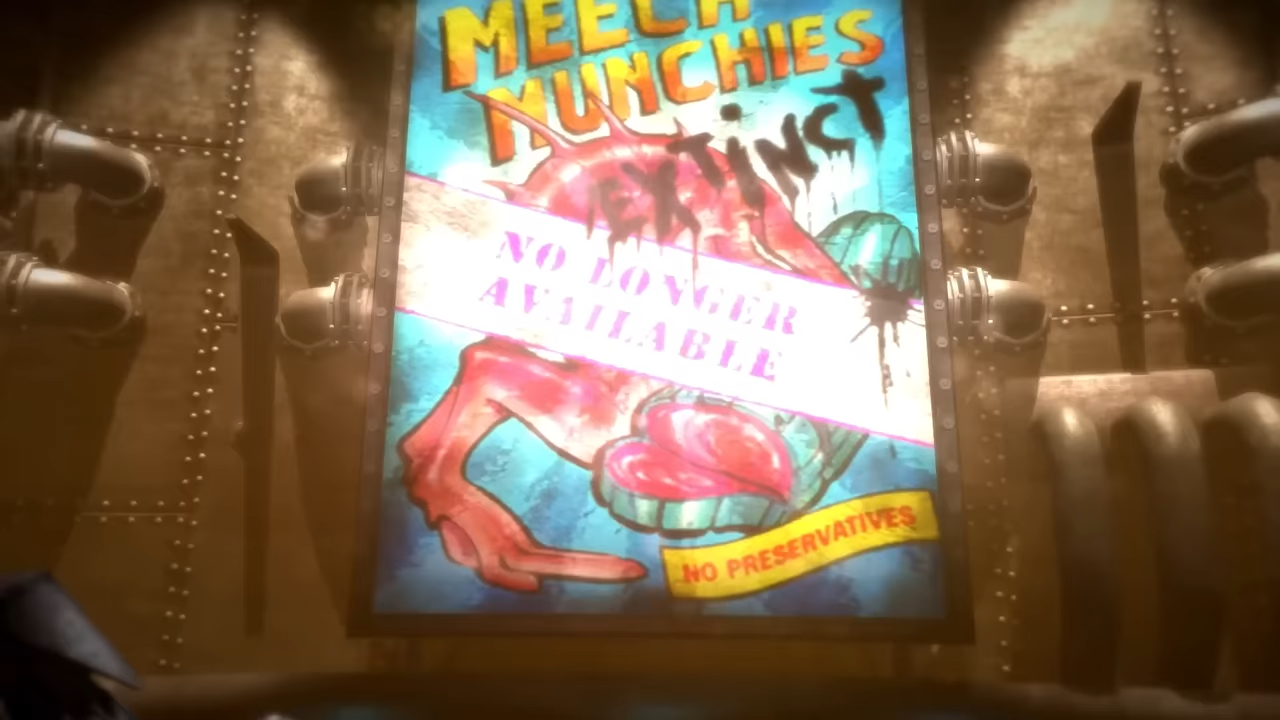 MEECH
MUNCHIES
EXTINCT
NO LONGER
AVAILABLE
NO PRESERVATIVES